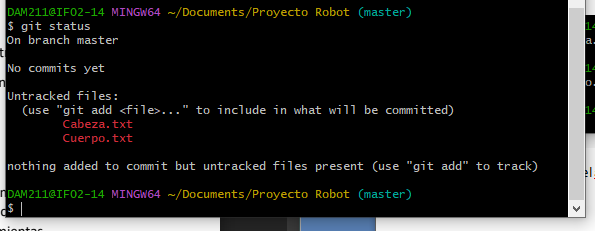 DAM211@IFO2-14 MINGW64 ~/Documents/Proyecto Robot (master)
$ git status
On branch master
No commits yet
Untracked files:
(use "git add <file>..." to include in what will be committed)
Cabeza.txt
Cuerpo.txt
nothing added to commit but untracked files present (use "git add" to track)
DAM211@IFO2-14 MINGW64 ~/Documents/Proyecto Robot (master)
$